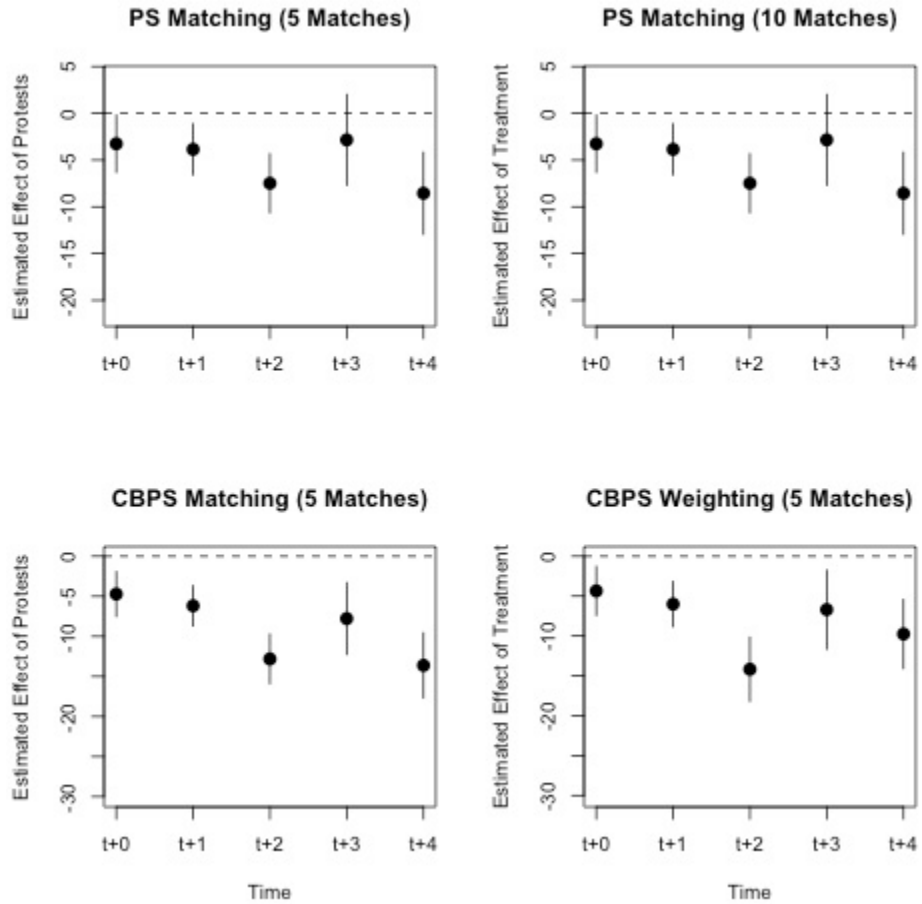 PS Matching (5 Matches)
Estimated Effect of Protests
5
0
-5
-10
-15
-20
t+0 t+1 t+2 t+3 t+4
PS Matching (10 Matches)
Estimated Effect of Treatment
5
0
-5
-10
-15
-20
t+0 t+1 t+2 t+3 t+4
CBPS Matching (5 Matches)
Estimated Effect of Protests
0
-5
-10
-20
-30
t+0 t+1 t+2 t+3 t+4
Time
CBPS Weighting (5 Matches)
Estimated Effect of Treatment
0
-10
-20
-30
t+0 t+1 t+2 t+3 t+4
Time